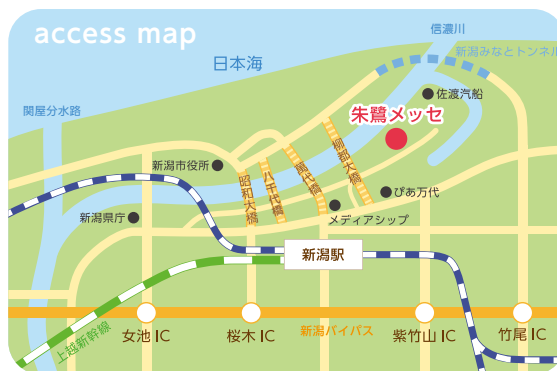 access map
信濃川
新潟みなとトンネル
日本海
佐渡汽船
関屋分水路
朱鷺メッセ
新潟市役所
昭和大橋
八千代橋
萬代橋
柳都大橋
ぴあ万代
新潟県庁
メディアシップ
新潟駅
上越新幹線
女池 IC
桜木 IC
新潟バイパス
紫竹山 IC
竹尾 IC